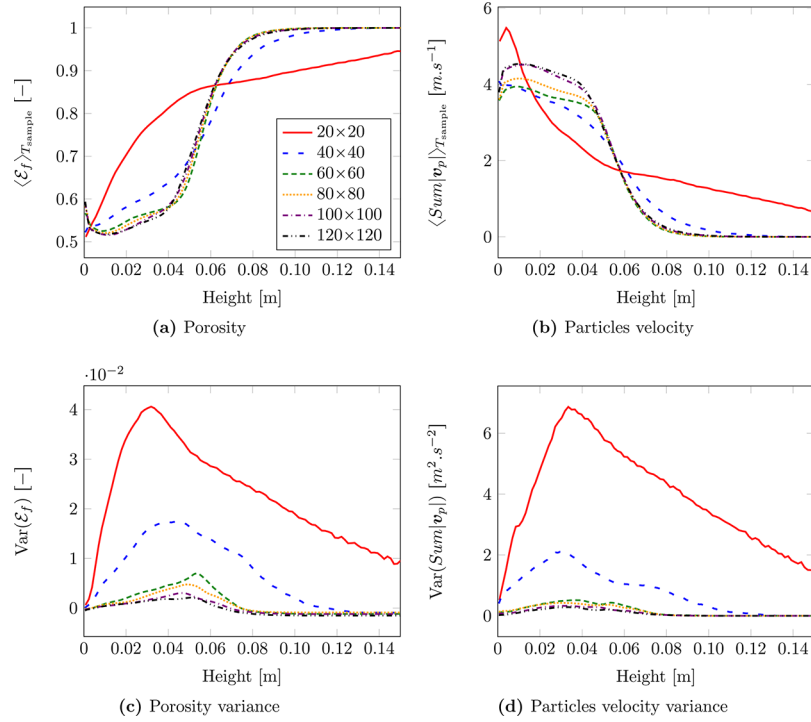 1
0.9
0.8
0.7
0.6
0.5
0 0.02 0.04 0.06 0.08 0.10 0.12 0.14
⟨ℰ_f⟩_{T_sample} [−]
Height [m]
20×20
40×40
60×60
80×80
100×100
120×120
(a) Porosity
6
4
2
0
0 0.02 0.04 0.06 0.08 0.10 0.12 0.14
⟨Sum|v_p|⟩_{T_sample} [m.s⁻¹]
Height [m]
(b) Particles velocity
·10⁻²
4
3
2
1
0
0 0.02 0.04 0.06 0.08 0.10 0.12 0.14
Var(ℰ_f) [−]
Height [m]
(c) Porosity variance
6
4
2
0
0 0.02 0.04 0.06 0.08 0.10 0.12 0.14
Var(Sum|v_p|) [m².s⁻²]
Height [m]
(d) Particles velocity variance